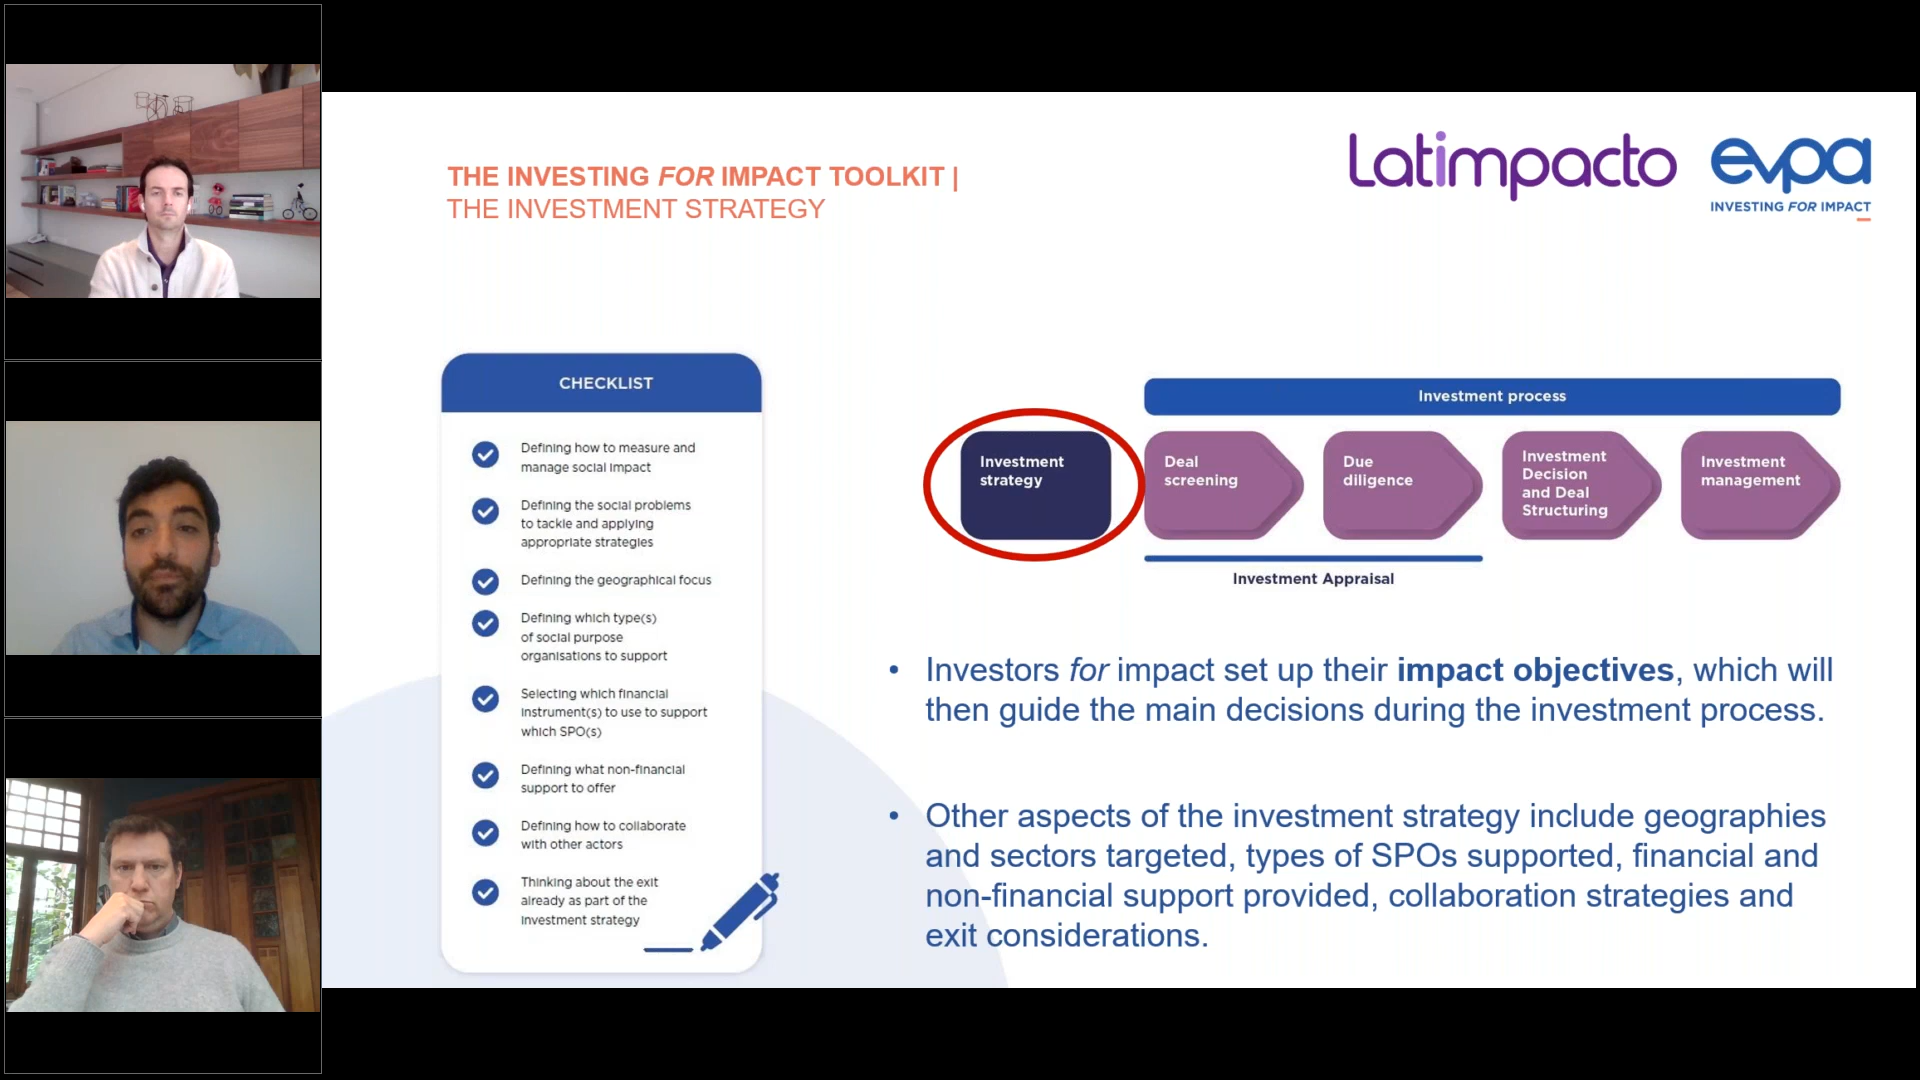 THE INVESTING FOR IMPACT TOOLKIT |
THE INVESTMENT STRATEGY
Latimpacto
evpa
INVESTING FOR IMPACT
CHECKLIST
Defining how to measure and
manage social impact
Defining the social problems
to tackle and applying
appropriate strategies
Defining the geographical focus
Defining which type(s)
of social purpose
organisations to support
Selecting which financial
instrument(s) to use to support
which SPO(s)
Defining what non-financial
support to offer
Defining how to collaborate
with other actors
Thinking about the exit
already as part of the
investment strategy
Investment process
Investment
strategy
Deal
screening
Due
diligence
Investment
Decision
and Deal
Structuring
Investment
management
Investment Appraisal
• Investors for impact set up their impact objectives, which will
then guide the main decisions during the investment process.
• Other aspects of the investment strategy include geographies
and sectors targeted, types of SPOs supported, financial and
non-financial support provided, collaboration strategies and
exit considerations.